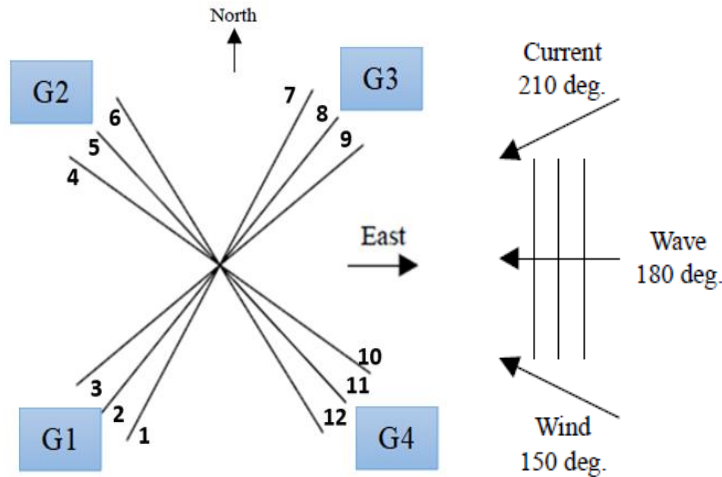 North
G2
G3
6
5
4
7
8
9
Current
210 deg.
East
Wave
180 deg.
3
2
1
10
11
12
G1
G4
Wind
150 deg.